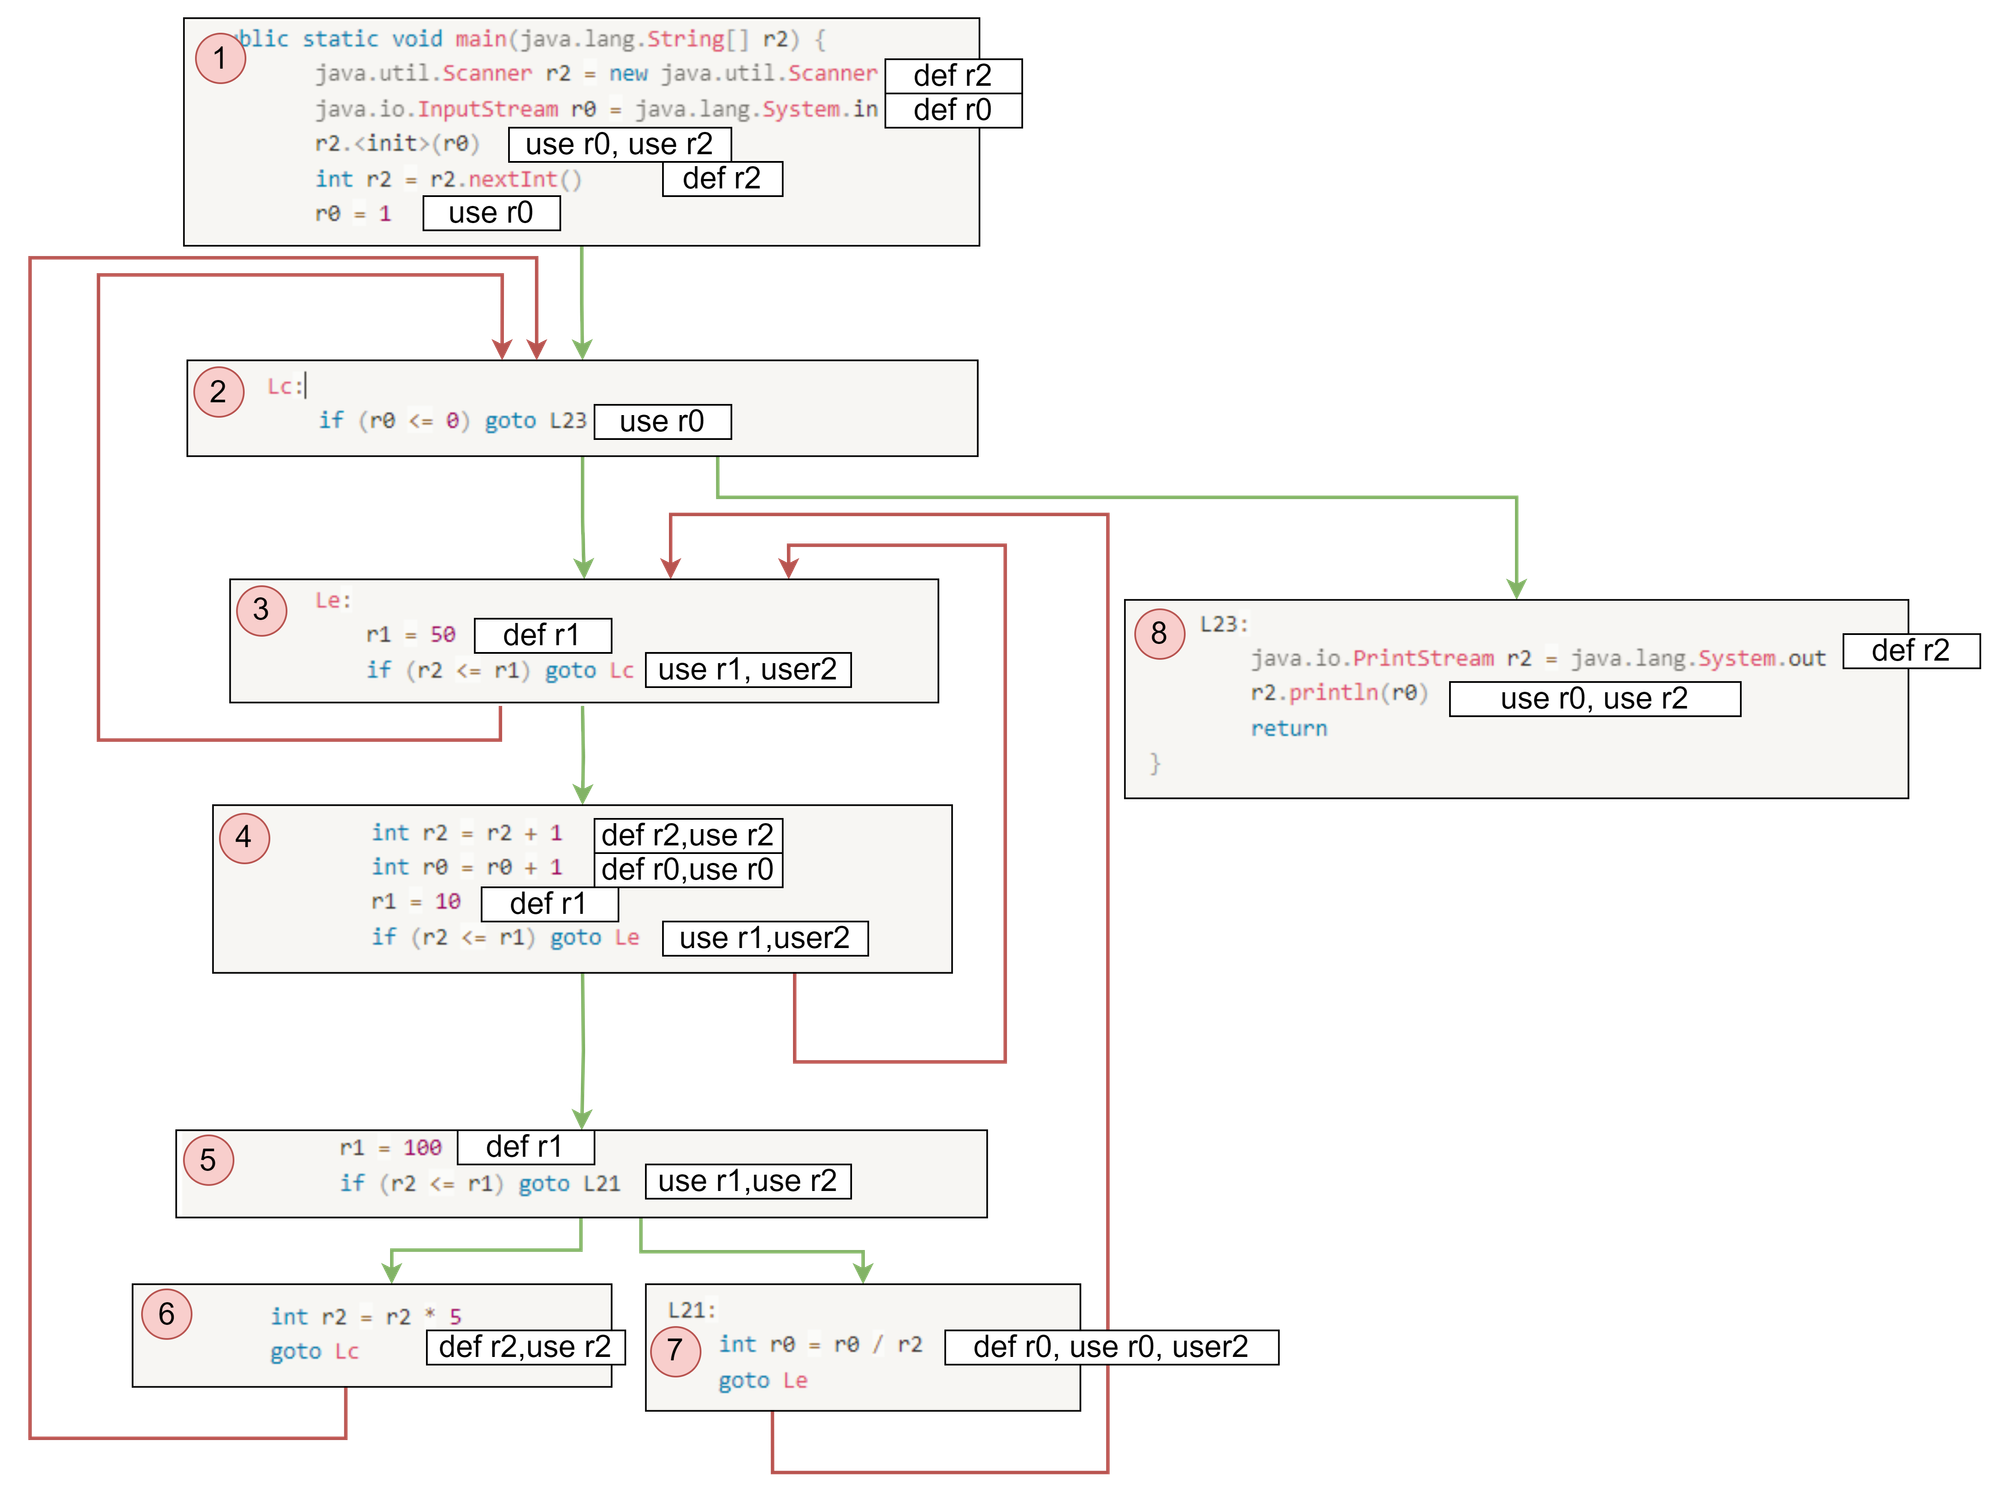 1
blic static void main(java.lang.String[] r2) {
java.util.Scanner r2 = new java.util.Scanner def r2
java.io.InputStream r0 = java.lang.System.in def r0
r2.<init>(r0) use r0, use r2
int r2 = r2.nextInt() def r2
r0 = 1 use r0
2
Lc:
if (r0 <= 0) goto L23 use r0
3
Le:
r1 = 50 def r1
if (r2 <= r1) goto Lc use r1, user2
8
L23:
java.io.PrintStream r2 = java.lang.System.out def r2
r2.println(r0) use r0, use r2
return
}
4
int r2 = r2 + 1 def r2,use r2
int r0 = r0 + 1 def r0,use r0
r1 = 10 def r1
if (r2 <= r1) goto Le use r1,user2
5
r1 = 100 def r1
if (r2 <= r1) goto L21 use r1,use r2
6
int r2 = r2 * 5
goto Lc def r2,use r2
7
L21:
int r0 = r0 / r2 def r0, use r0, user2
goto Le